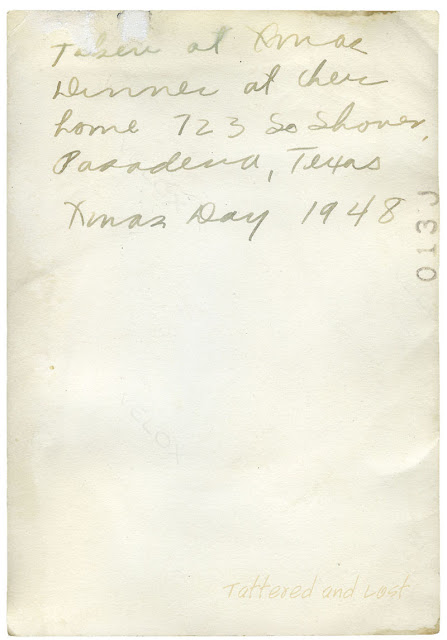 Taken at Xmas
Dinner at their
home 723 So Shaver,
Pasadena, Texas
Xmas Day 1948
013J
VELOX
Tattered and Lost